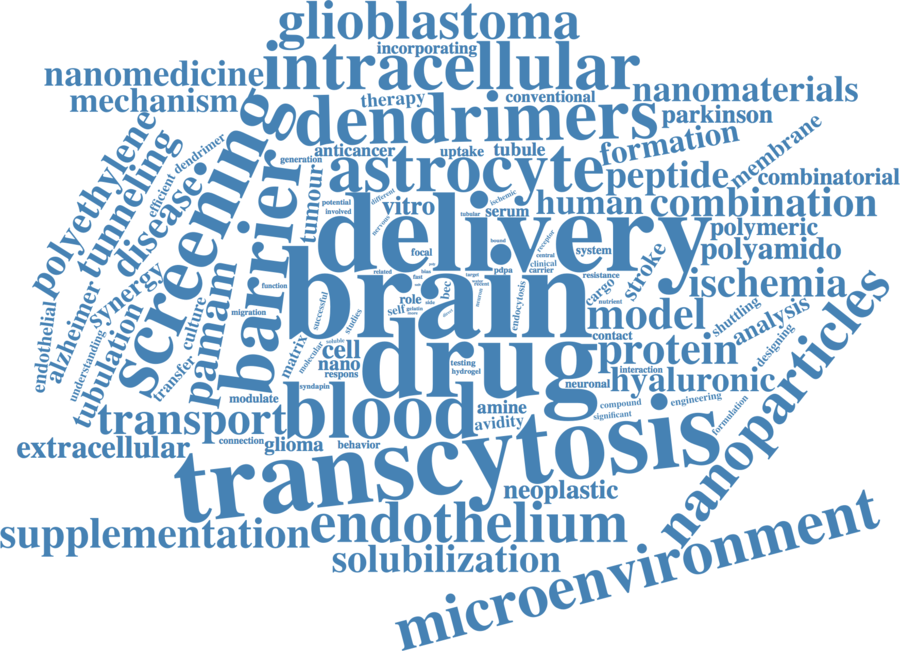 glioblastoma
incorporating
intracellular
nanomedicine
mechanism
therapy
conventional
nanomaterials
dendrimers
parkinson
formation
membrane
anticancer
uptake
tubule
generation
astrocyte
peptide
combinatorial
polyethylene
tunneling
efficient
dendrimer
disease
screening
barrier
tumour
potential
involved
different
nervous
vitro
tubular
serum
ischemic
human
combination
polymeric
polyamido
delivery
focal
bound
receptor
central
clinical
carrier
system
stroke
ischemia
endothelial
alzheimer
synergy
understanding
tubulation
transfer
culture
pamam
function
migration
successful
studies
related
fast
bias
pdpa
target
brain
role
self
gelatin
bcc
endocytosis
resistance
cargo
nutrient
model
contact
shuttling
analysis
designing
nanoparticles
matrix
molecular
soluble
cell
nano
respons
syndapin
drug
testing
hydrogel
protein
interaction
neuronal
hyaluronic
modulate
transport
blood
amine
avidity
compound
significant
engineering
formulation
extracellular
connection
glioma
behavior
transcytosis
neoplastic
supplementation
endothelium
solubilization
microenvironment